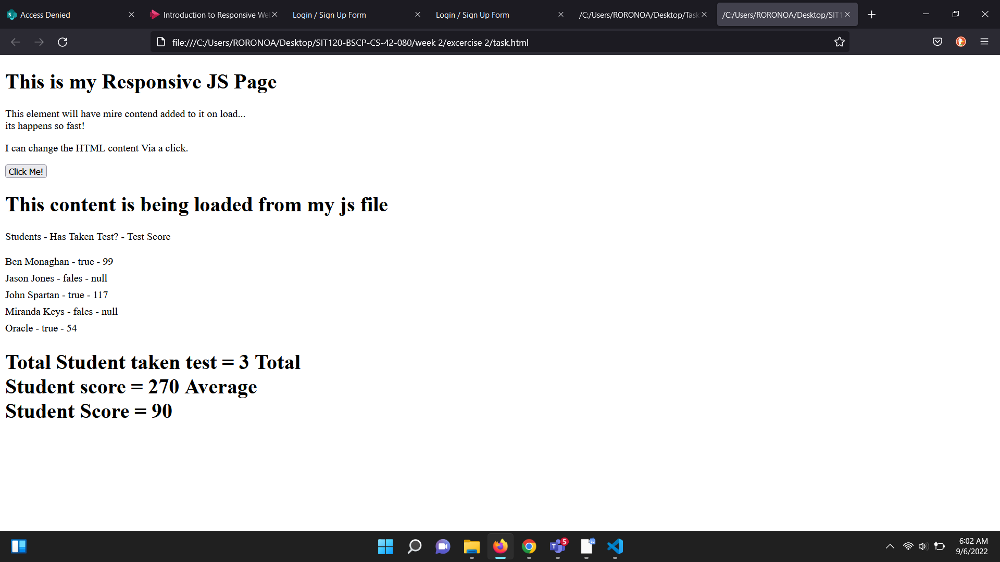 Access Denied
Introduction to Responsive We
Login / Sign Up Form
Login / Sign Up Form
/C:/Users/RORONOA/Desktop/Task
/C:/Users/RORONOA/Desktop/SIT1
file:///C:/Users/RORONOA/Desktop/SIT120-BSCP-CS-42-080/week 2/excercise 2/task.html
This is my Responsive JS Page
This element will have mire contend added to it on load...
its happens so fast!
I can change the HTML content Via a click.
Click Me!
This content is being loaded from my js file
Students - Has Taken Test? - Test Score
Ben Monaghan - true - 99
Jason Jones - fales - null
John Spartan - true - 117
Miranda Keys - fales - null
Oracle - true - 54
Total Student taken test = 3 Total
Student score = 270 Average
Student Score = 90
5
6:02 AM
9/6/2022